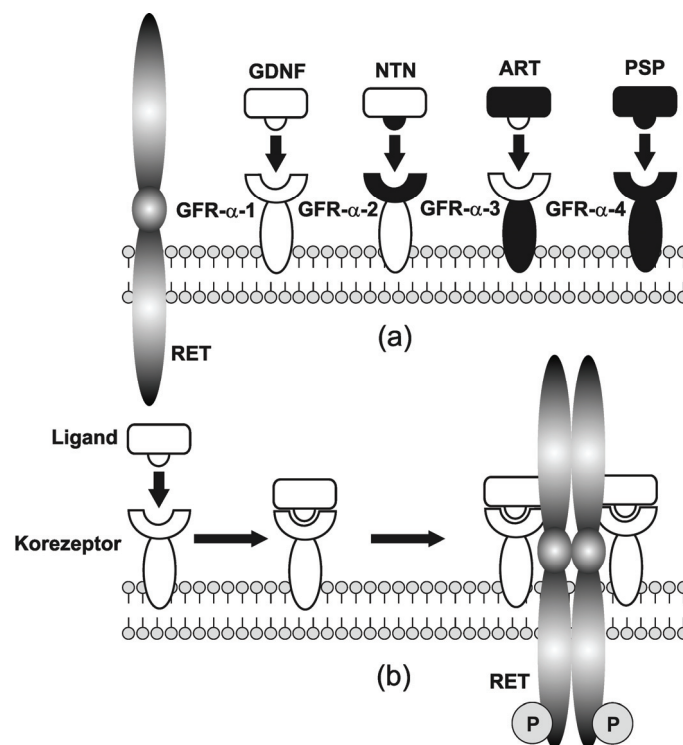 GDNF NTN ART PSP
GFR-α-1 GFR-α-2 GFR-α-3 GFR-α-4
RET
(a)
Ligand
Korezeptor
RET
(b)
P P